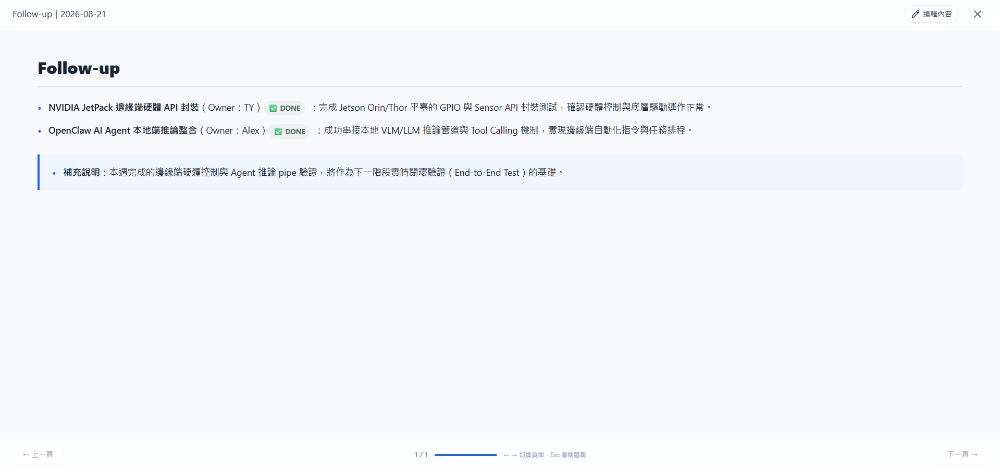 Follow-up | 2026-08-21
編輯內容
Follow-up
• NVIDIA JetPack 邊緣端硬體 API 封裝（Owner：TY） ✅ DONE ：完成 Jetson Orin/Thor 平臺的 GPIO 與 Sensor API 封裝測試，確認硬體控制與底層驅動運作正常。
• OpenClaw AI Agent 本地端推論整合（Owner：Alex） ✅ DONE ：成功串接本地 VLM/LLM 推論管道與 Tool Calling 機制，實現邊緣端自動化指令與任務排程。
• 補充說明：本週完成的邊緣端硬體控制與 Agent 推論 pipe 驗證，將作為下一階段實時閉環驗證（End-to-End Test）的基礎。
← 上一頁
1 / 1
←→ 切換頁面 · Esc 關閉簡報
下一頁 →